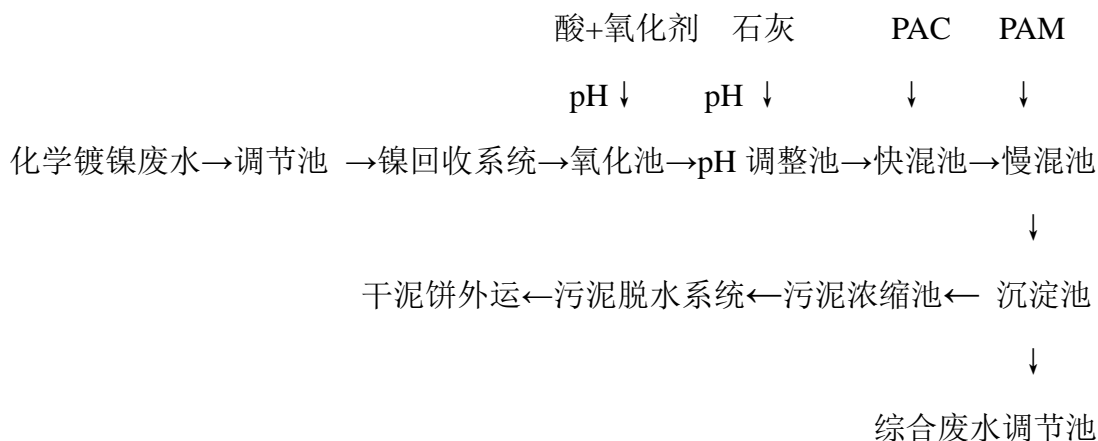 酸+氧化剂 石灰 PAC PAM
pH↓ pH ↓ ↓ ↓
化学镀镍废水→调节池 →镍回收系统→氧化池→pH 调整池→快混池→慢混池
↓
干泥饼外运←污泥脱水系统←污泥浓缩池← 沉淀池
↓
综合废水调节池